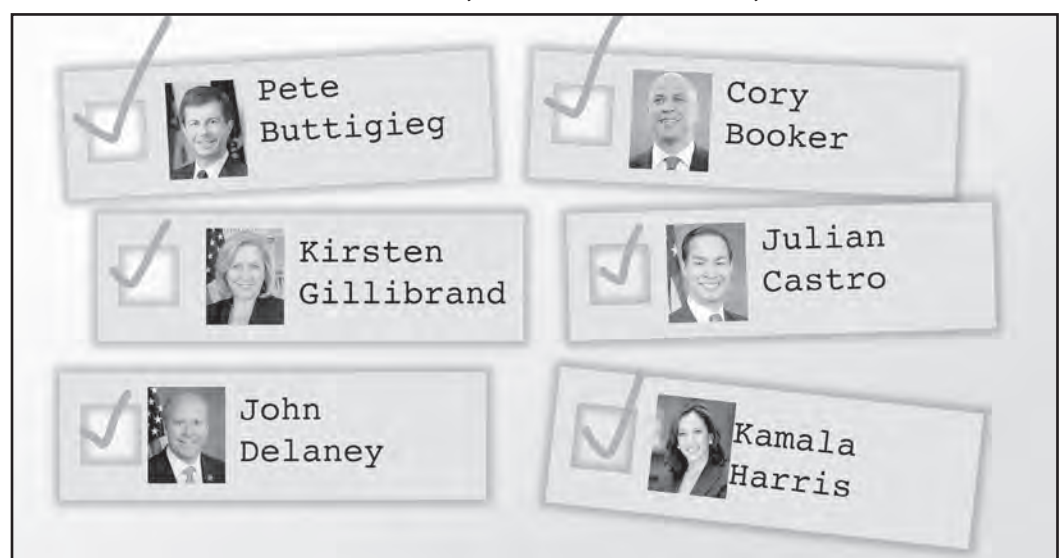 Pete
Buttigieg
Cory
Booker
Kirsten
Gillibrand
Julian
Castro
John
Delaney
Kamala
Harris